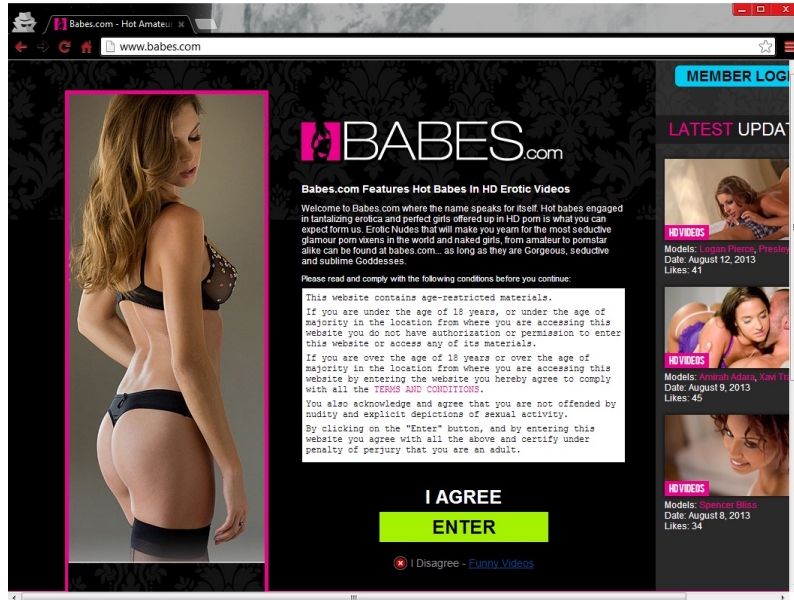 Babes.com - Hot Amateu
www.babes.com
MEMBER LOGI
BABES.com
LATEST UPDAT
Babes.com Features Hot Babes In HD Erotic Videos
Welcome to Babes.com where the name speaks for itself. Hot babes engaged
in tantalizing erotica and perfect girls offered up in HD porn is what you can
expect form us. Erotic Nudes that will make you yearn for the most seductive
glamour porn vixens in the world and naked girls, from amateur to pornstar
alike can be found at babes.com... as long as they are Gorgeous, seductive
and sublime Goddesses.
Please read and comply with the following conditions before you continue:
This website contains age-restricted materials.
If you are under the age of 18 years, or under the age of
majority in the location from where you are accessing this
website you do not have authorization or permission to enter
this website or access any of its materials.
If you are over the age of 18 years or over the age of
majority in the location from where you are accessing this
website by entering the website you hereby agree to comply
with all the TERMS AND CONDITIONS.
You also acknowledge and agree that you are not offended by
nudity and explicit depictions of sexual activity.
By clicking on the "Enter" button, and by entering this
website you agree with all the above and certify under
penalty of perjury that you are an adult.
I AGREE
ENTER
I Disagree - Funny Videos
HD VIDEOS
Models: Logan Pierce, Presley
Date: August 12, 2013
Likes: 41
HD VIDEOS
Models: Amirah Adara, Xavi Tra
Date: August 9, 2013
Likes: 45
HD VIDEOS
Models: Spencer Bliss
Date: August 8, 2013
Likes: 34